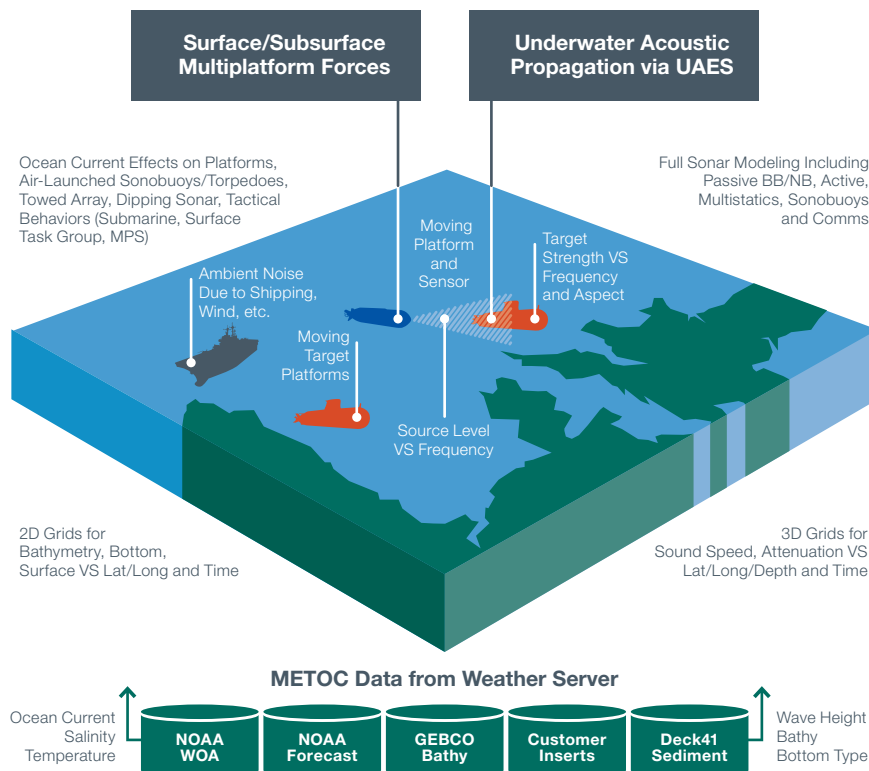 Surface/Subsurface
Multiplatform Forces
Underwater Acoustic
Propagation via UAES
Ocean Current Effects on Platforms,
Air-Launched Sonobuoys/Torpedoes,
Towed Array, Dipping Sonar, Tactical
Behaviors (Submarine, Surface
Task Group, MPS)
Full Sonar Modeling Including
Passive BB/NB, Active,
Multistatics, Sonobuoys
and Comms
Ambient Noise
Due to Shipping,
Wind, etc.
Moving
Platform
and
Sensor
Target
Strength VS
Frequency
and Aspect
Moving
Target
Platforms
Source Level
VS Frequency
2D Grids for
Bathymetry, Bottom,
Surface VS Lat/Long and Time
3D Grids for
Sound Speed, Attenuation VS
Lat/Long/Depth and Time
METOC Data from Weather Server
Ocean Current
Salinity
Temperature
NOAA
WOA
NOAA
Forecast
GEBCO
Bathy
Customer
Inserts
Deck41
Sediment
Wave Height
Bathy
Bottom Type